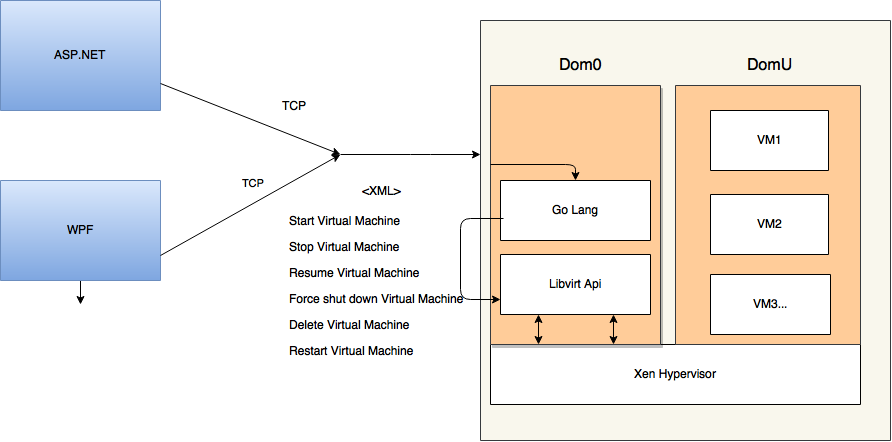 ASP.NET
TCP
WPF
TCP
<XML>
Start Virtual Machine
Stop Virtual Machine
Resume Virtual Machine
Force shut down Virtual Machine
Delete Virtual Machine
Restart Virtual Machine
Dom0
DomU
Go Lang
Libvirt Api
VM1
VM2
VM3...
Xen Hypervisor